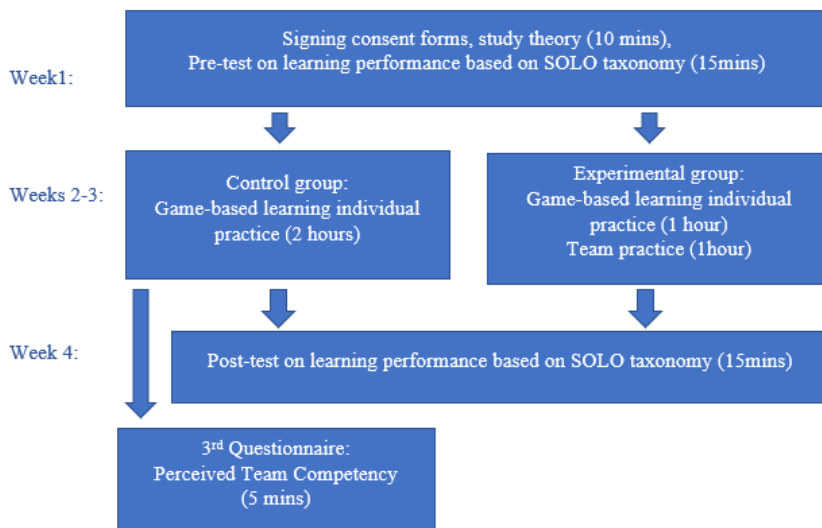 Signing consent forms, study theory (10 mins),
Pre-test on learning performance based on SOLO taxonomy (15mins)
Week1:
Control group:
Game-based learning individual
practice (2 hours)
Experimental group:
Game-based learning individual
practice (1 hour)
Team practice (1hour)
Weeks 2-3:
Week 4:
Post-test on learning performance based on SOLO taxonomy (15mins)
3rd Questionnaire:
Perceived Team Competency
(5 mins)